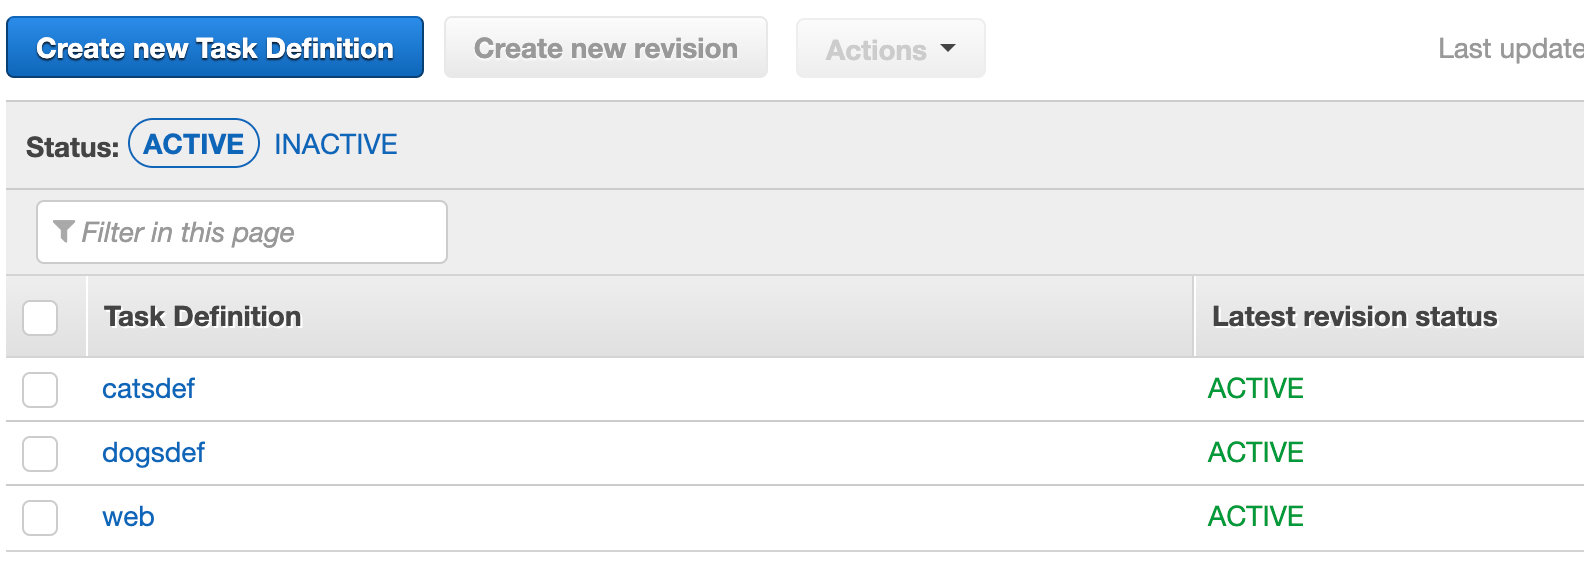 Create new Task Definition Create new revision Actions Last update
Status: ACTIVE INACTIVE
Filter in this page
Task Definition Latest revision status
catsdef ACTIVE
dogsdef ACTIVE
web ACTIVE